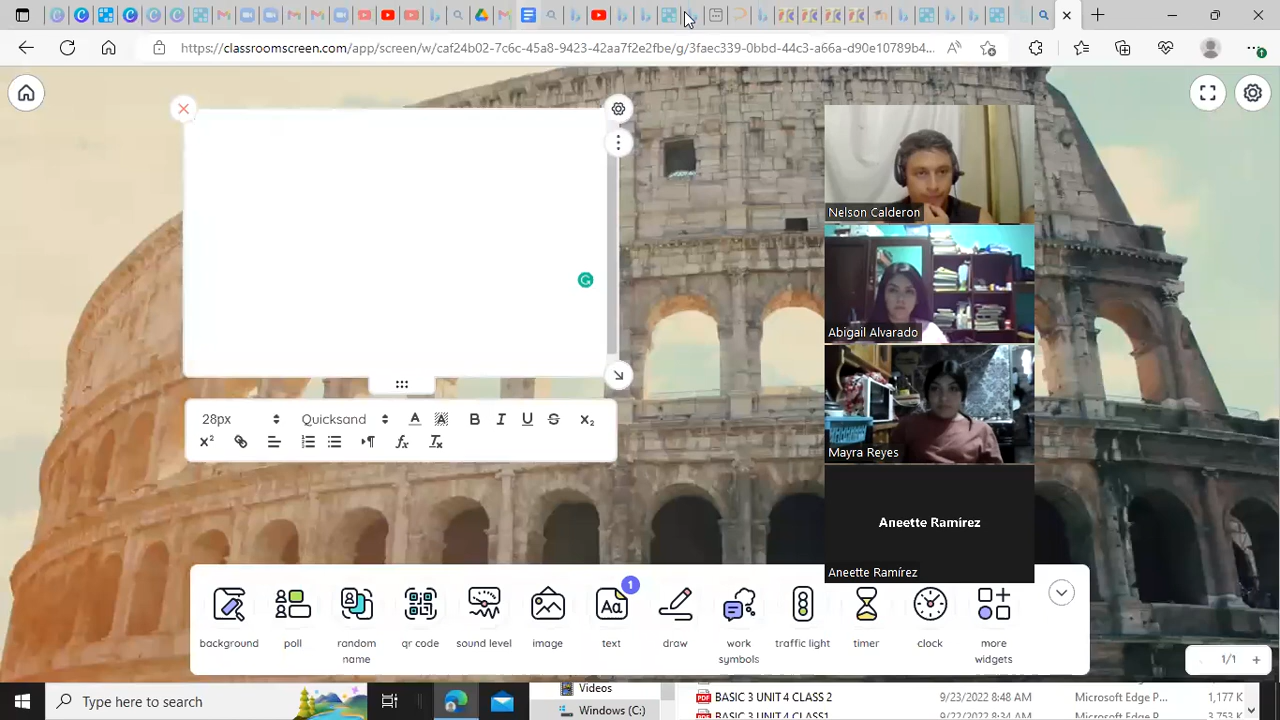 https://classroomscreen.com/app/screen/w/caf24b02-7c6c-45a8-9423-42aa7f2e2fbe/g/3faec339-0bbd-44c3-a66a-d90e10789b4...
Nelson Calderon
Abigail Alvarado
28px
Quicksand
Mayra Reyes
Aneette Ramírez
Aneette Ramírez
1
background
poll
random name
qr code
sound level
image
text
draw
work symbols
traffic light
timer
clock
more widgets
1/1
Type here to search
Videos
Windows (C:)
BASIC 3 UNIT 4 CLASS 2
9/23/2022 8:48 AM
Microsoft Edge P...
1,177 K
BASIC 3 UNIT 4 CLASS1
9/22/2022 8:34 AM
Microsoft Edge P...
3,753 K